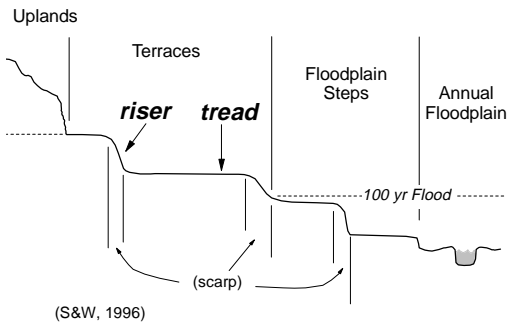 Uplands
Terraces
Floodplain
Steps
Annual
Floodplain
riser
tread
100 yr Flood
(scarp)
(S&W, 1996)